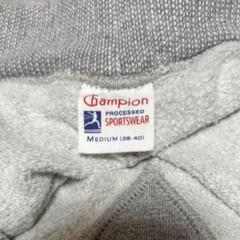 Champion
PROCESSED
SPORTSWEAR
MEDIUM (38-40)